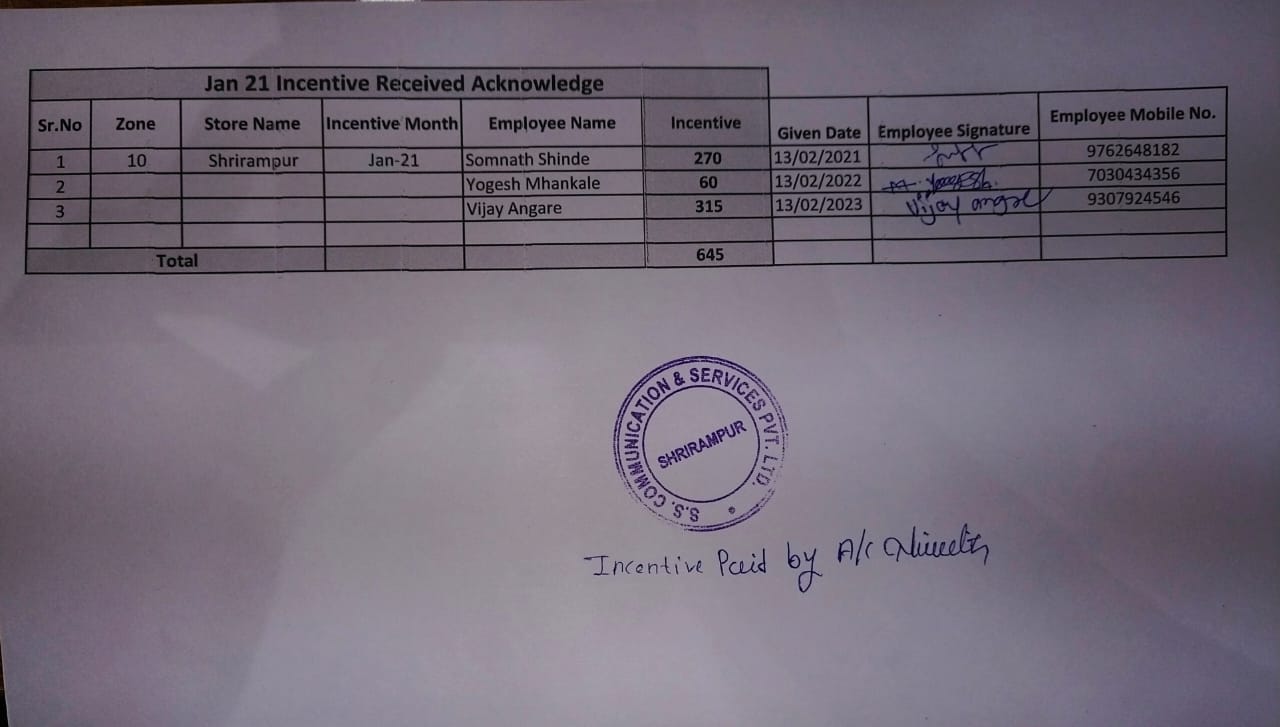 Jan 21 Incentive Received Acknowledge
Sr.No Zone Store Name Incentive Month Employee Name Incentive Given Date Employee Signature Employee Mobile No.
1 10 Shrirampur Jan-21 Somnath Shinde 270 13/02/2021 9762648182
2 Yogesh Mhankale 60 13/02/2022 7030434356
3 Vijay Angare 315 13/02/2023 Vijay angare 9307924546
Total 645
S.S. COMMUNICATION & SERVICES PVT. LTD.
SHRIRAMPUR
Incentive Paid by A/c